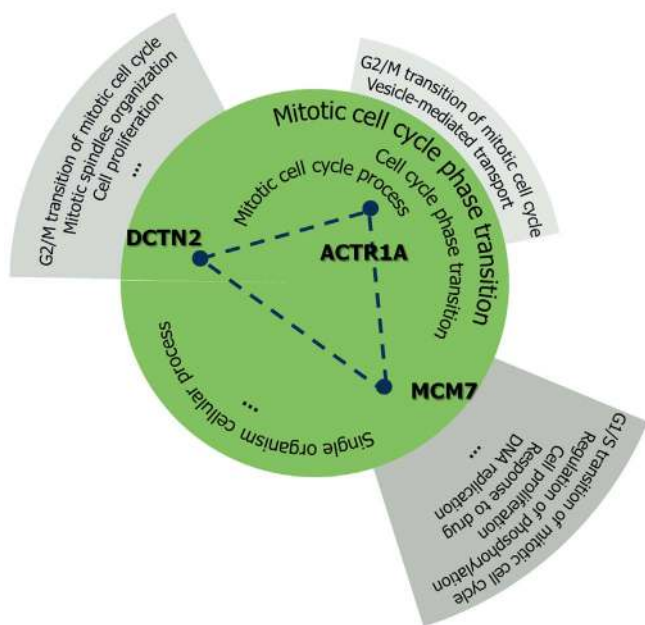 G2/M transition of mitotic cell cycle
Mitotic spindles organization
Cell proliferation
...
G2/M transition of mitotic cell cycle
Vesicle-mediated transport
Mitotic cell cycle phase transition
Cell cycle phase transition
Mitotic cell cycle process
DCTN2
ACTR1A
MCM7
...
Single organism cellular process
G1/S transition of mitotic cell cycle
Regulation of phosphorylation
Cell proliferation
Response to drug
DNA replication
...